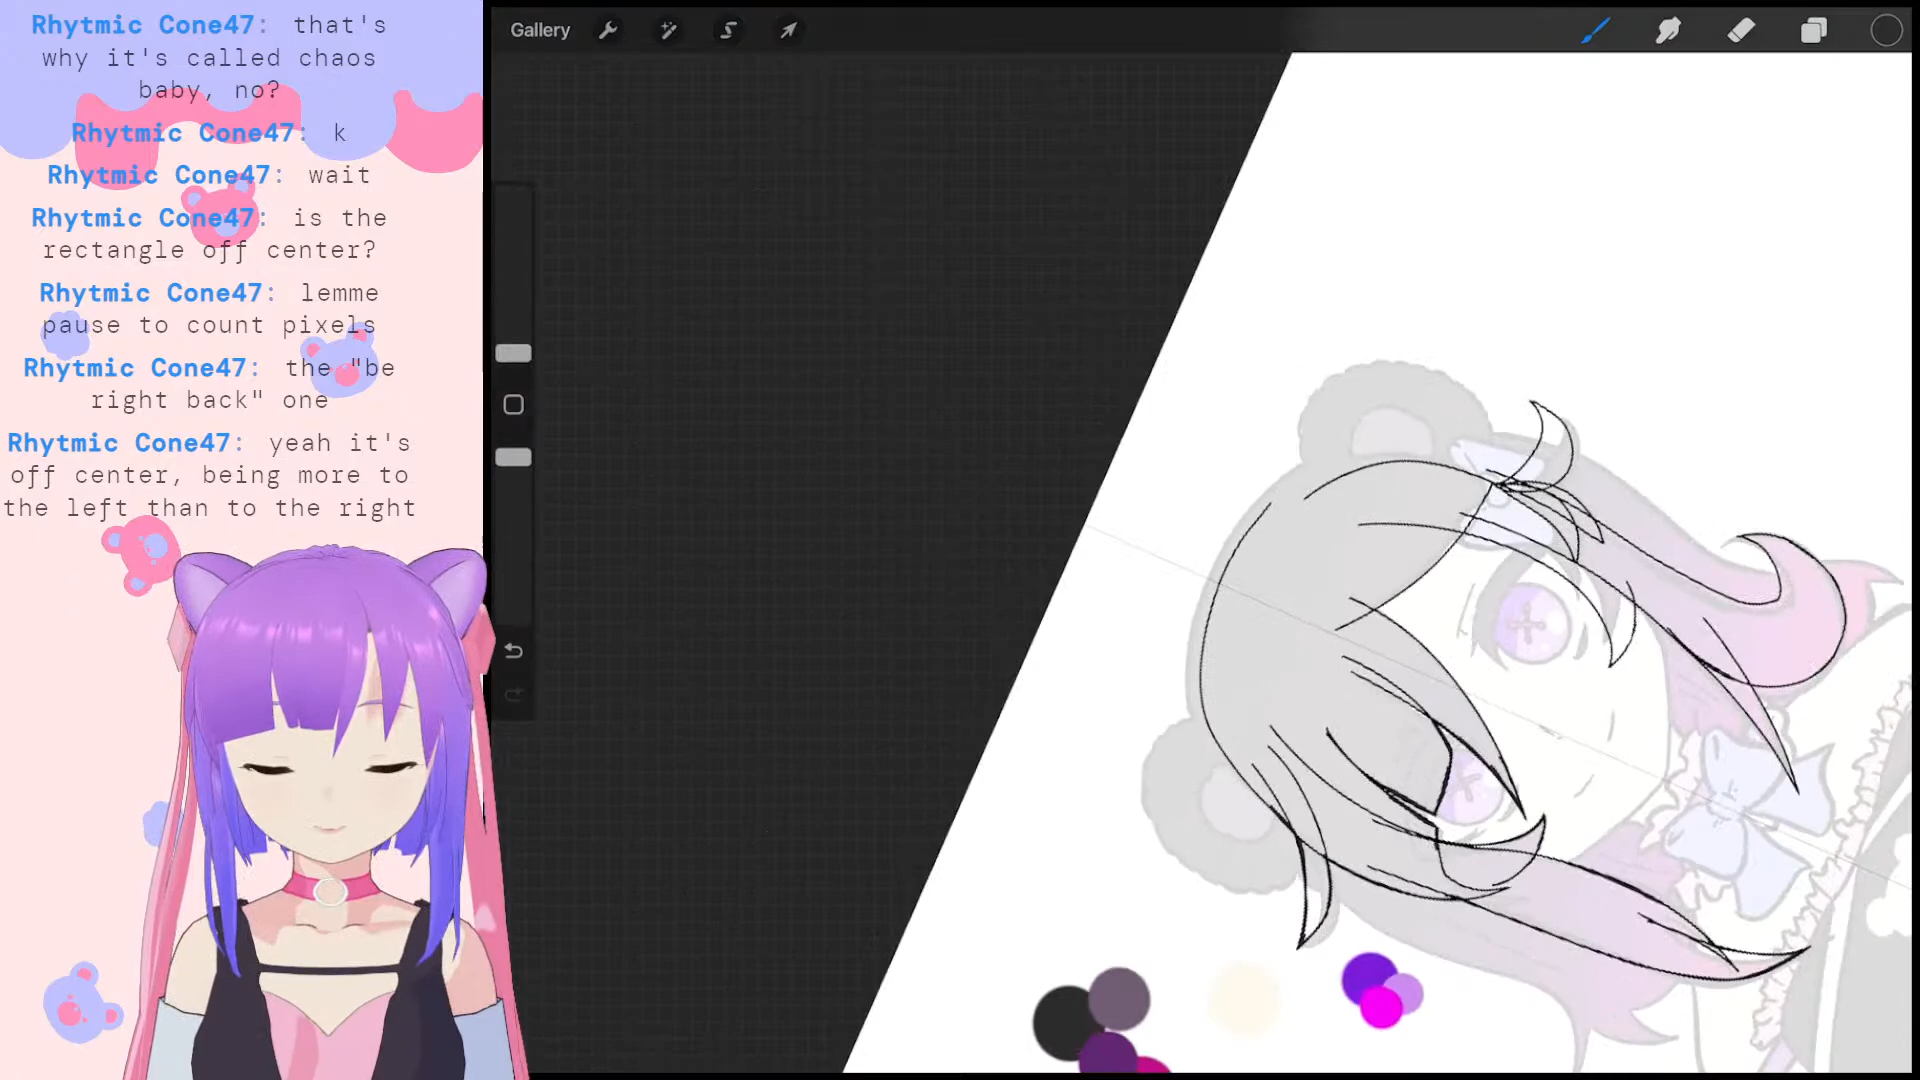 Rhytmic Cone47: that's
why it's called chaos
baby, no?
Rhytmic Cone47: k
Rhytmic Cone47: wait
Rhytmic Cone47: is the
rectangle off center?
Rhytmic Cone47: lemme
pause to count pixels
Rhytmic Cone47: the "be
right back" one
Rhytmic Cone47: yeah it's
off center, being more to
the left than to the right
Gallery